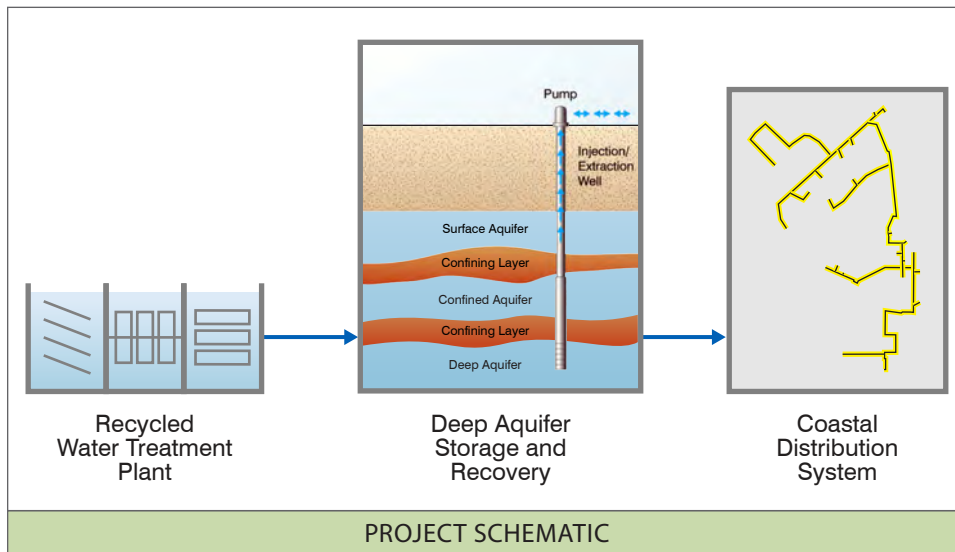 Pump
Injection/
Extraction
Well
Surface Aquifer
Confining Layer
Confined Aquifer
Confining Layer
Deep Aquifer
Recycled
Water Treatment
Plant
Deep Aquifer
Storage and
Recovery
Coastal
Distribution
System
PROJECT SCHEMATIC